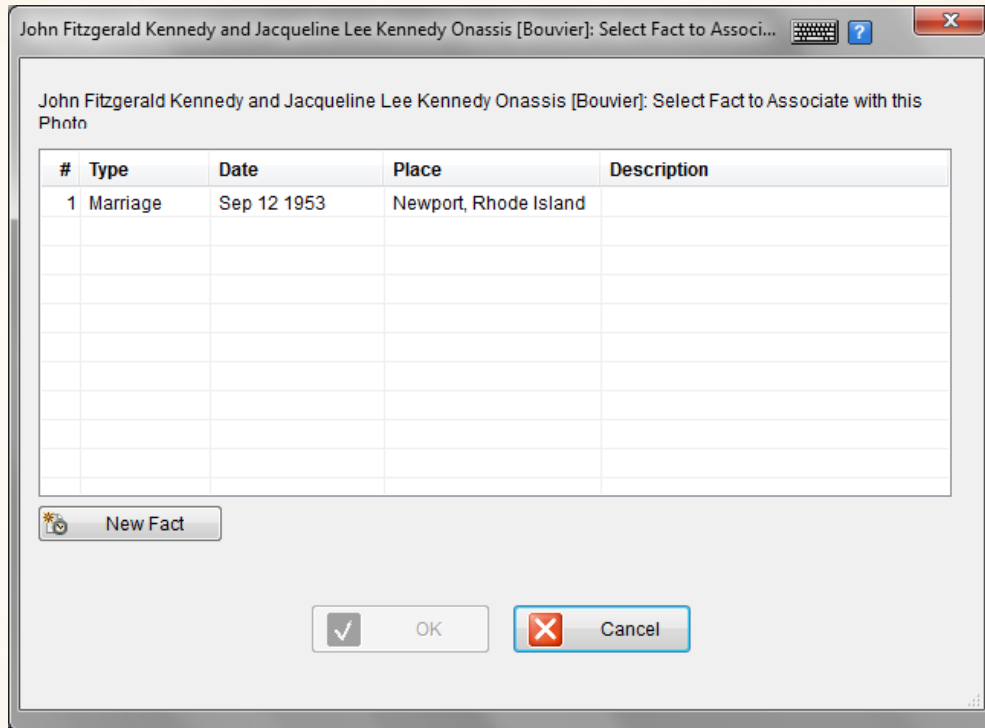 John Fitzgerald Kennedy and Jacqueline Lee Kennedy Onassis [Bouvier]: Select Fact to Associ...
John Fitzgerald Kennedy and Jacqueline Lee Kennedy Onassis [Bouvier]: Select Fact to Associate with this
Photo
# Type Date Place Description
1 Marriage Sep 12 1953 Newport, Rhode Island
New Fact
OK Cancel